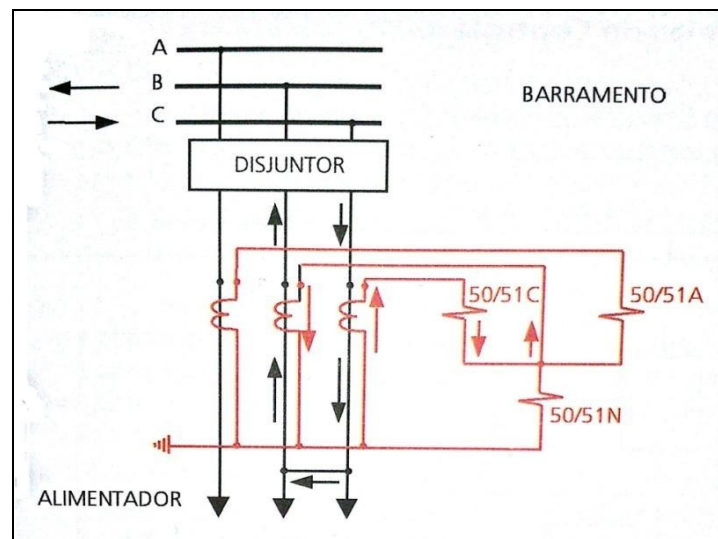 A
B
C
BARRAMENTO
DISJUNTOR
50/51C
50/51A
50/51N
ALIMENTADOR